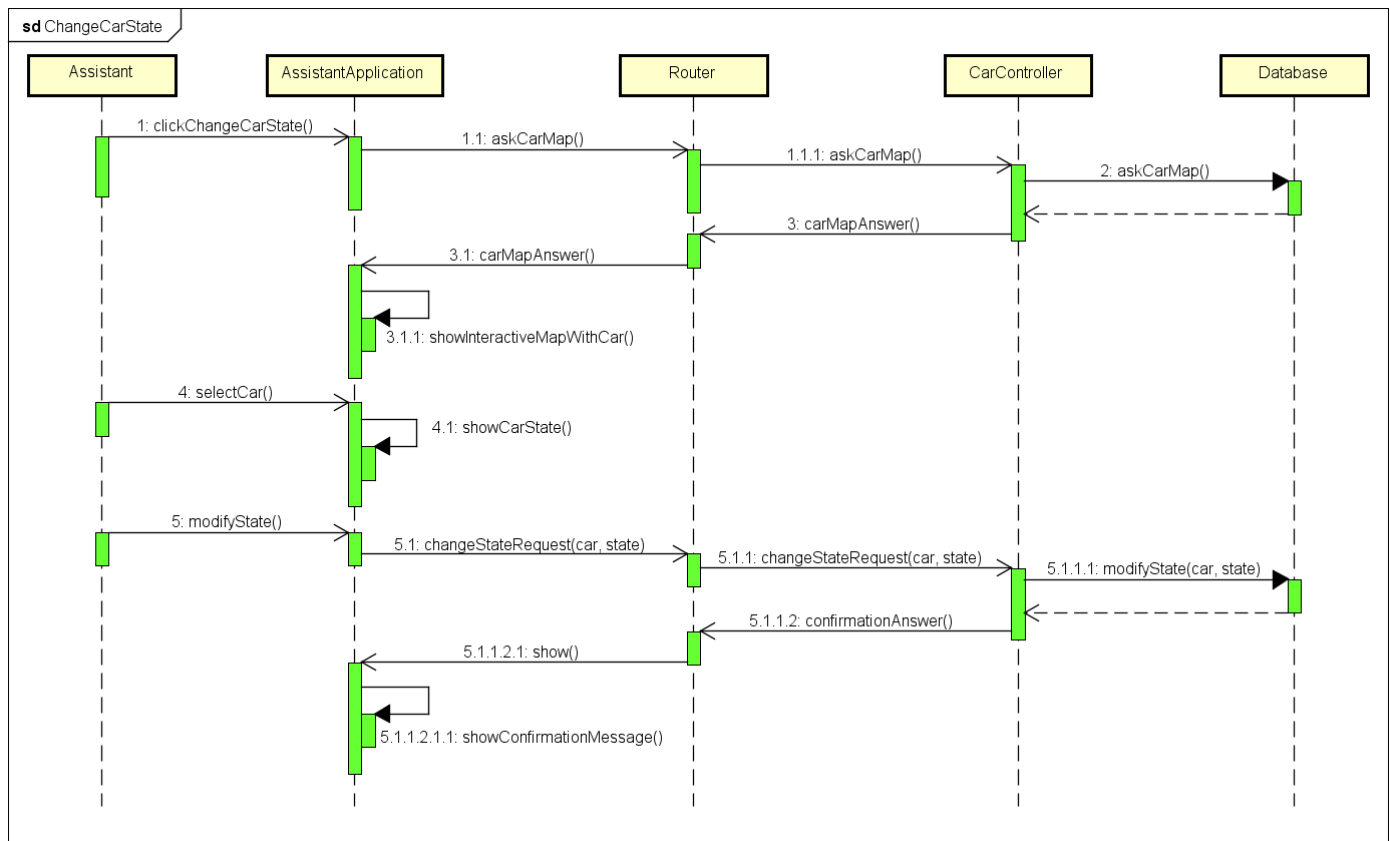 sd ChangeCarState
Assistant
AssistantApplication
Router
CarController
Database
1: clickChangeCarState()
1.1: askCarMap()
1.1.1: askCarMap()
2: askCarMap()
3: carMapAnswer()
3.1: carMapAnswer()
3.1.1: showInteractiveMapWithCar()
4: selectCar()
4.1: showCarState()
5: modifyState()
5.1: changeStateRequest(car, state)
5.1.1: changeStateRequest(car, state)
5.1.1.1: modifyState(car, state)
5.1.1.2: confirmationAnswer()
5.1.1.2.1: show()
5.1.1.2.1.1: showConfirmationMessage()